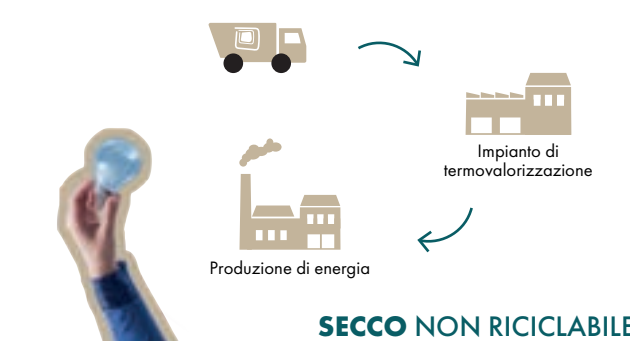 Impianto di
termovalorizzazione
Produzione di energia
SECCO NON RICICLABILE